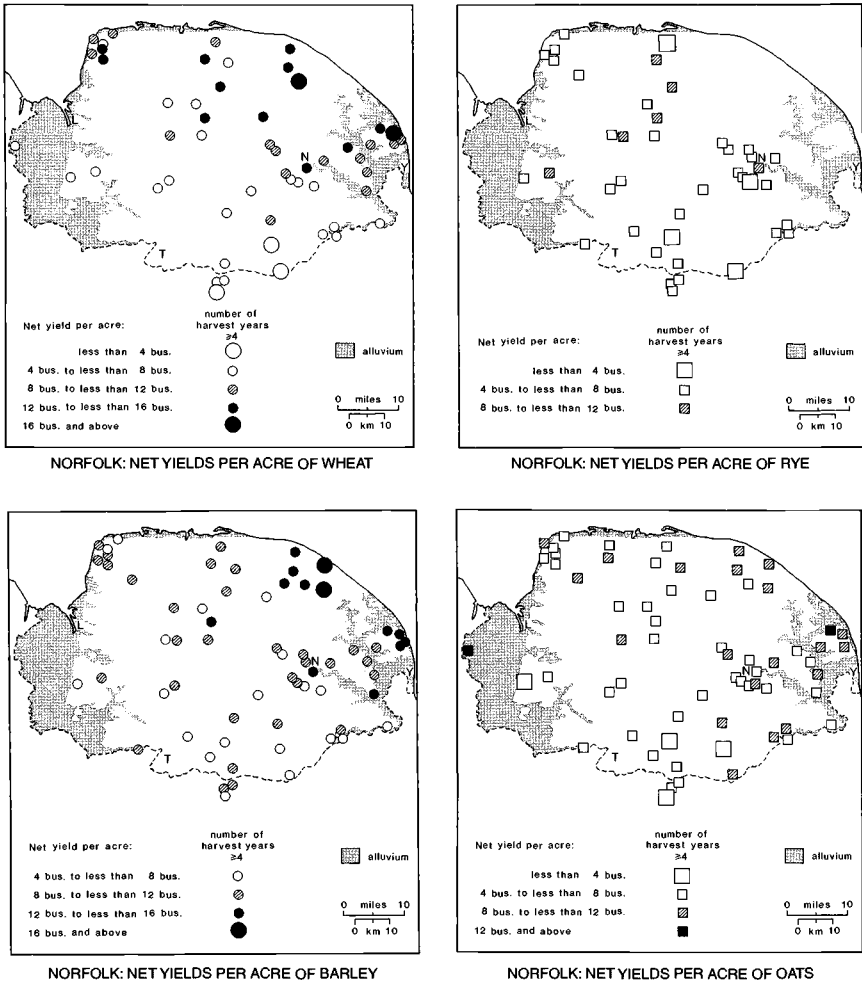 L
N
Y
T
Net yield per acre:
number of
harvest years
≥4
less than 4 bus.
4 bus. to less than 8 bus.
8 bus. to less than 12 bus.
12 bus. to less than 16 bus.
16 bus. and above
alluvium
0 miles 10
0 km 10
NORFOLK: NET YIELDS PER ACRE OF WHEAT
L
N
Y
T
Net yield per acre:
number of
harvest years
≥4
less than 4 bus.
4 bus. to less than 8 bus.
8 bus. to less than 12 bus.
alluvium
0 miles 10
0 km 10
NORFOLK: NET YIELDS PER ACRE OF RYE
L
N
Y
T
Net yield per acre:
number of
harvest years
≥4
4 bus. to less than 8 bus.
8 bus. to less than 12 bus.
12 bus. to less than 16 bus.
16 bus. and above
alluvium
0 miles 10
0 km 10
NORFOLK: NET YIELDS PER ACRE OF BARLEY
L
N
Y
T
Net yield per acre:
number of
harvest years
≥4
less than 4 bus.
4 bus. to less than 8 bus.
8 bus. to less than 12 bus.
12 bus. and above
alluvium
0 miles 10
0 km 10
NORFOLK: NET YIELDS PER ACRE OF OATS